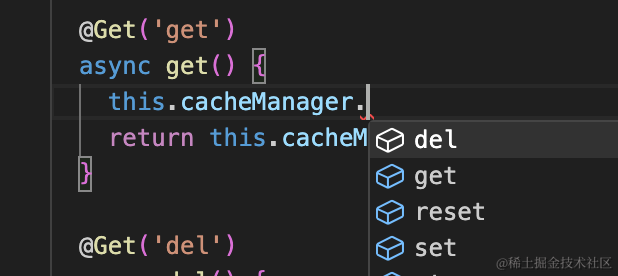 @Get('get')
async get() {
this.cacheManager.
return this.cacheM
del
get
}
reset
@Get('del')
set
@稀土掘金技术社区